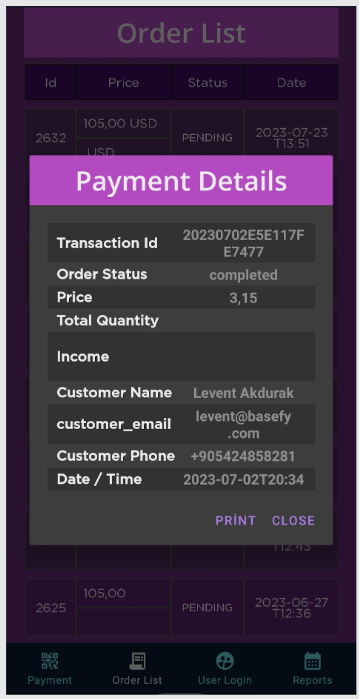 Order List
Id Price Status Date
2632 105,00 USD PENDING 2023-07-23
T13:51
USD
Payment Details
Transaction Id 20230702E5E117F
E7477
Order Status completed
Price 3,15
Total Quantity
Income
Customer Name Levent Akdurak
customer_email levent@basefy
.com
Customer Phone +905424858281
Date / Time 2023-07-02T20:34
PRİNT CLOSE
T12:43
2625 105,00 PENDING 2023-06-27
T12:36
Payment Order List User Login Reports